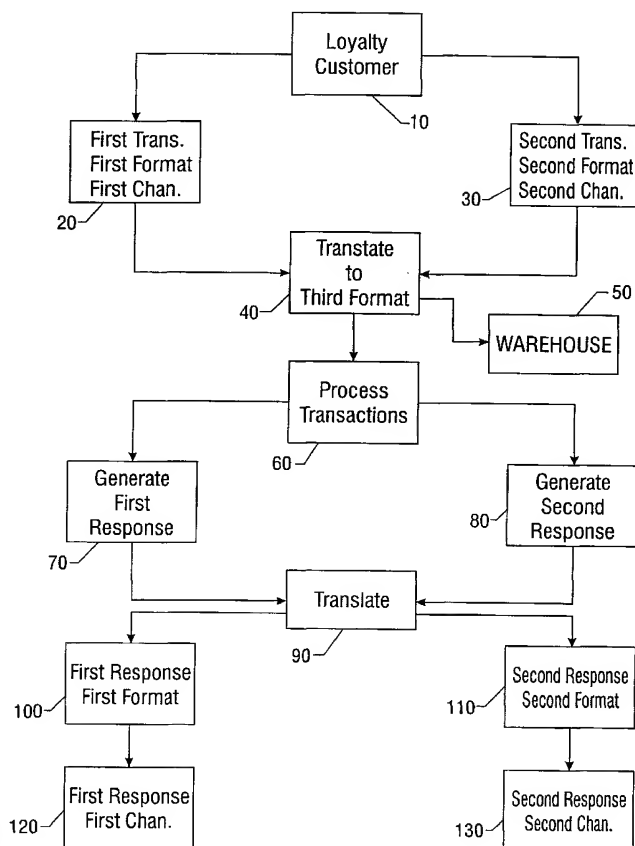 Loyalty
Customer
10
First Trans.
First Format
First Chan.
20
Second Trans.
Second Format
Second Chan.
30
Transtate
to
Third Format
40
50
WAREHOUSE
Process
Transactions
60
Generate
First
Response
70
Generate
Second
Response
80
Translate
90
First Response
First Format
100
Second Response
Second Format
110
First Response
First Chan.
120
Second Response
Second Chan.
130